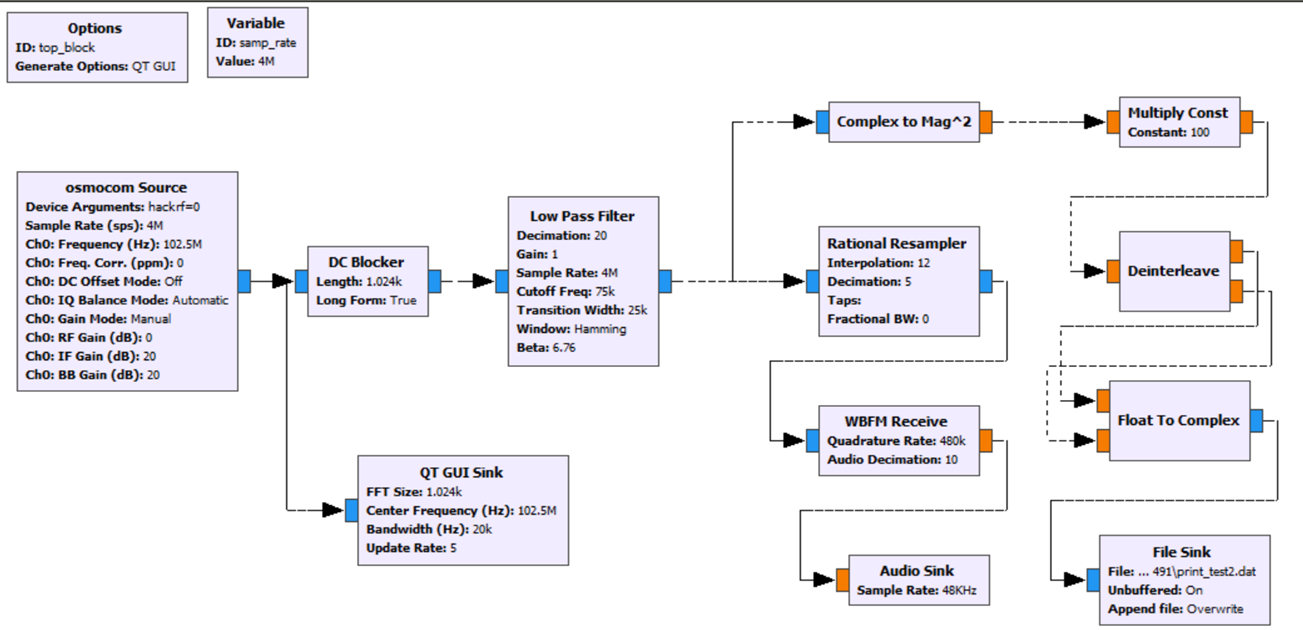 Options
ID: top_block
Generate Options: QT GUI
Variable
ID: samp_rate
Value: 4M
osmocom Source
Device Arguments: hackrf=0
Sample Rate (sps): 4M
Ch0: Frequency (Hz): 102.5M
Ch0: Freq. Corr. (ppm): 0
Ch0: DC Offset Mode: Off
Ch0: IQ Balance Mode: Automatic
Ch0: Gain Mode: Manual
Ch0: RF Gain (dB): 0
Ch0: IF Gain (dB): 20
Ch0: BB Gain (dB): 20
DC Blocker
Length: 1.024k
Long Form: True
QT GUI Sink
FFT Size: 1.024k
Center Frequency (Hz): 102.5M
Bandwidth (Hz): 20k
Update Rate: 5
Low Pass Filter
Decimation: 20
Gain: 1
Sample Rate: 4M
Cutoff Freq: 75k
Transition Width: 25k
Window: Hamming
Beta: 6.76
Complex to Mag^2
Rational Resampler
Interpolation: 12
Decimation: 5
Taps:
Fractional BW: 0
WBFM Receive
Quadrature Rate: 480k
Audio Decimation: 10
Audio Sink
Sample Rate: 48KHz
Multiply Const
Constant: 100
Deinterleave
Float To Complex
File Sink
File: ... 491\print_test2.dat
Unbuffered: On
Append file: Overwrite